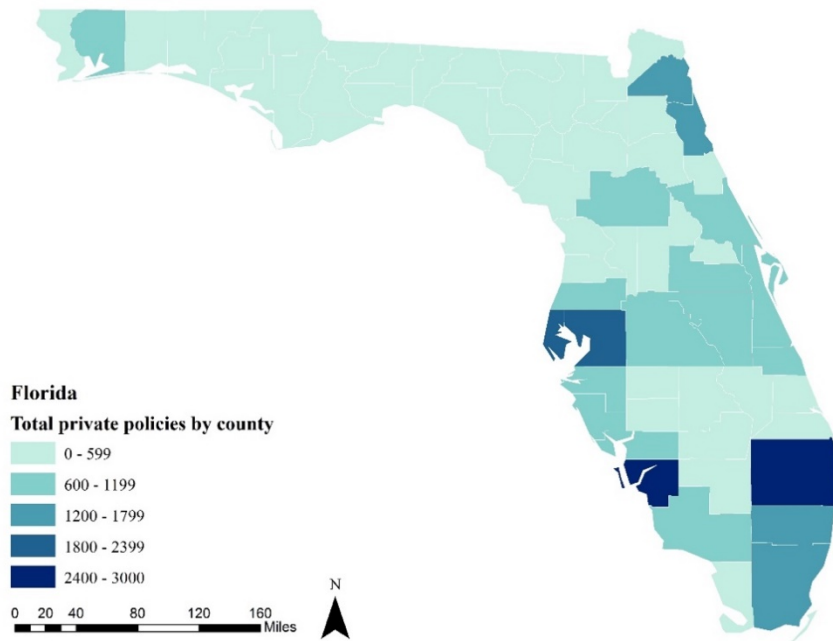 Florida
Total private policies by county
0 - 599
600 - 1199
1200 - 1799
1800 - 2399
2400 - 3000
N
0 20 40 80 120 160
Miles